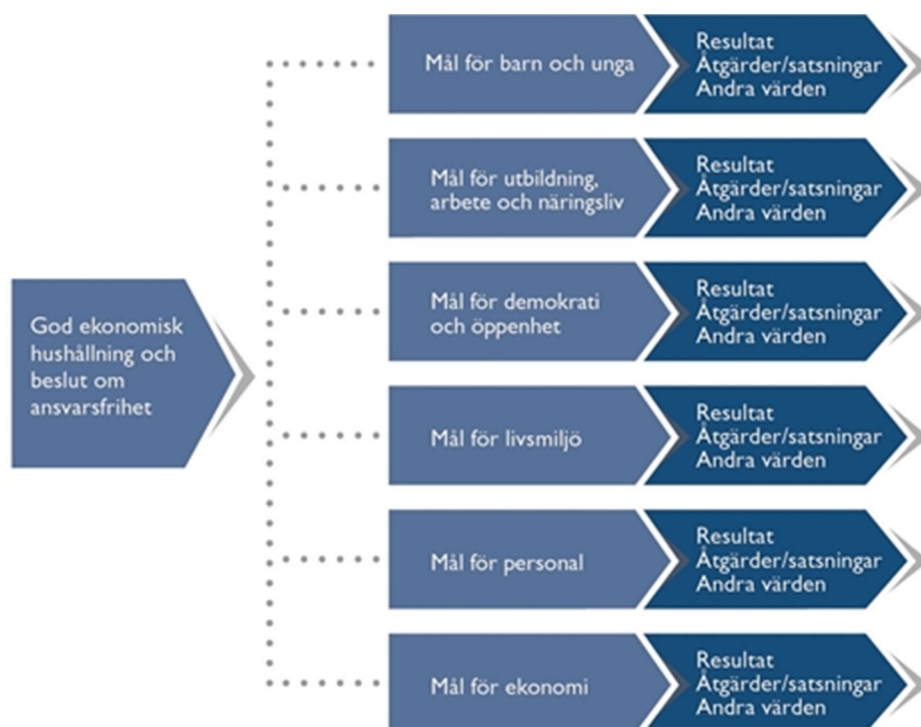 God ekonomisk
hushållning och
beslut om
ansvarsfrihet
Mål för barn och unga
Resultat
Åtgärder/satsningar
Andra värden
Mål för utbildning,
arbete och näringsliv
Resultat
Åtgärder/satsningar
Andra värden
Mål för demokrati
och öppenhet
Resultat
Åtgärder/satsningar
Andra värden
Mål för livsmiljö
Resultat
Åtgärder/satsningar
Andra värden
Mål för personal
Resultat
Åtgärder/satsningar
Andra värden
Mål för ekonomi
Resultat
Åtgärder/satsningar
Andra värden